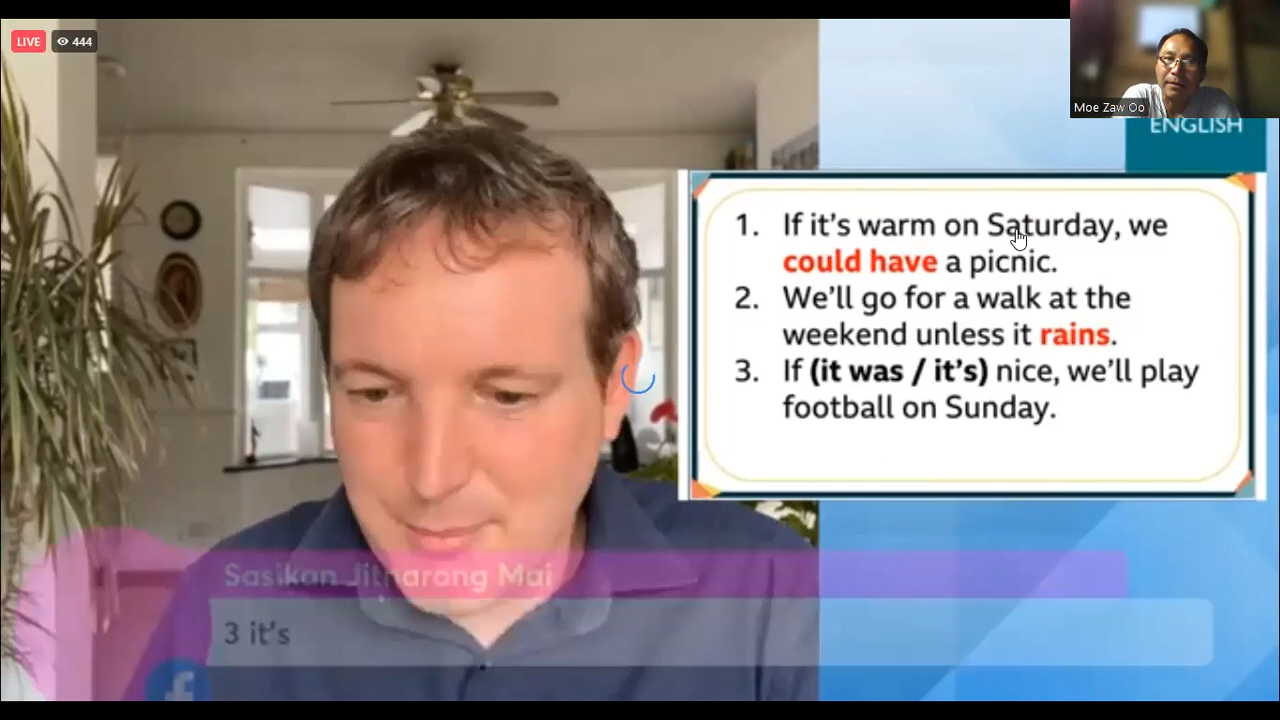 LIVE
444
Moe Zaw Oo
ENGLISH
1. If it's warm on Saturday, we
could have a picnic.
2. We'll go for a walk at the
weekend unless it rains.
3. If (it was / it's) nice, we'll play
football on Sunday.
Sasikan Jitnarong Mai
3 it's